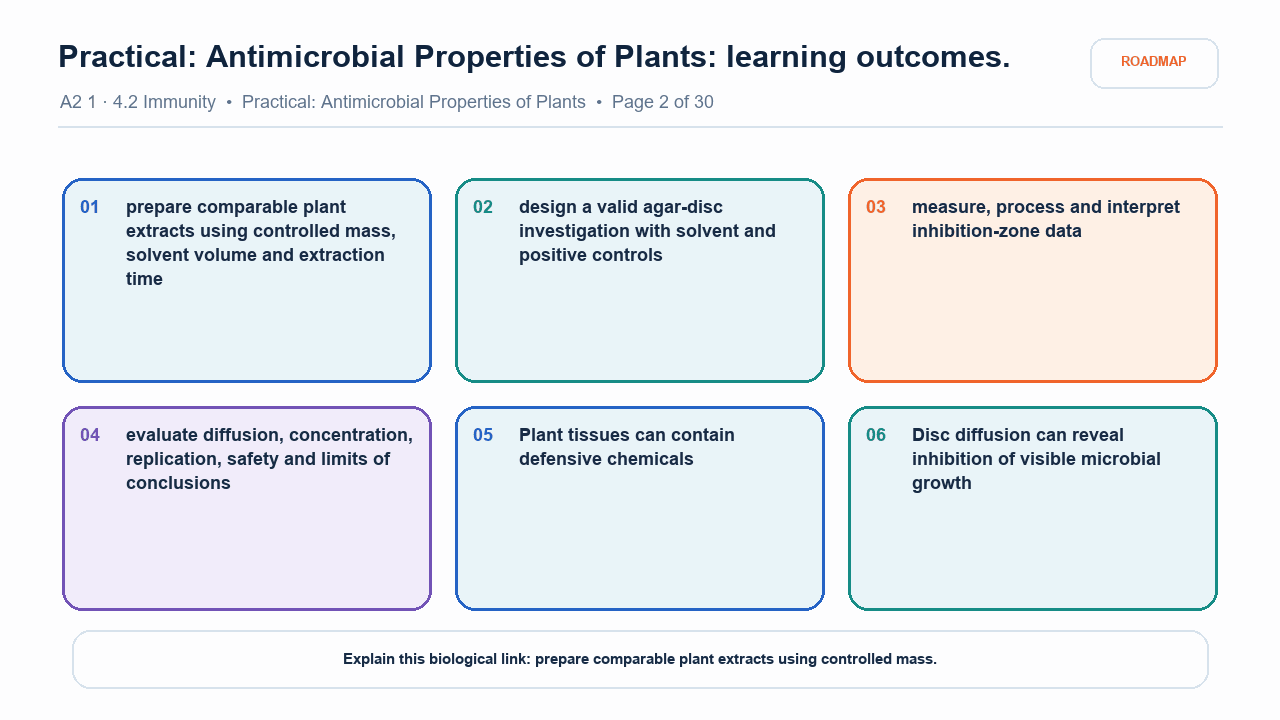 Practical: Antimicrobial Properties of Plants: learning outcomes.
ROADMAP
A2 1 · 4.2 Immunity • Practical: Antimicrobial Properties of Plants • Page 2 of 30
01
prepare comparable plant
extracts using controlled mass,
solvent volume and extraction
time
02
design a valid agar-disc
investigation with solvent and
positive controls
03
measure, process and interpret
inhibition-zone data
04
evaluate diffusion, concentration,
replication, safety and limits of
conclusions
05
Plant tissues can contain
defensive chemicals
06
Disc diffusion can reveal
inhibition of visible microbial
growth
Explain this biological link: prepare comparable plant extracts using controlled mass.